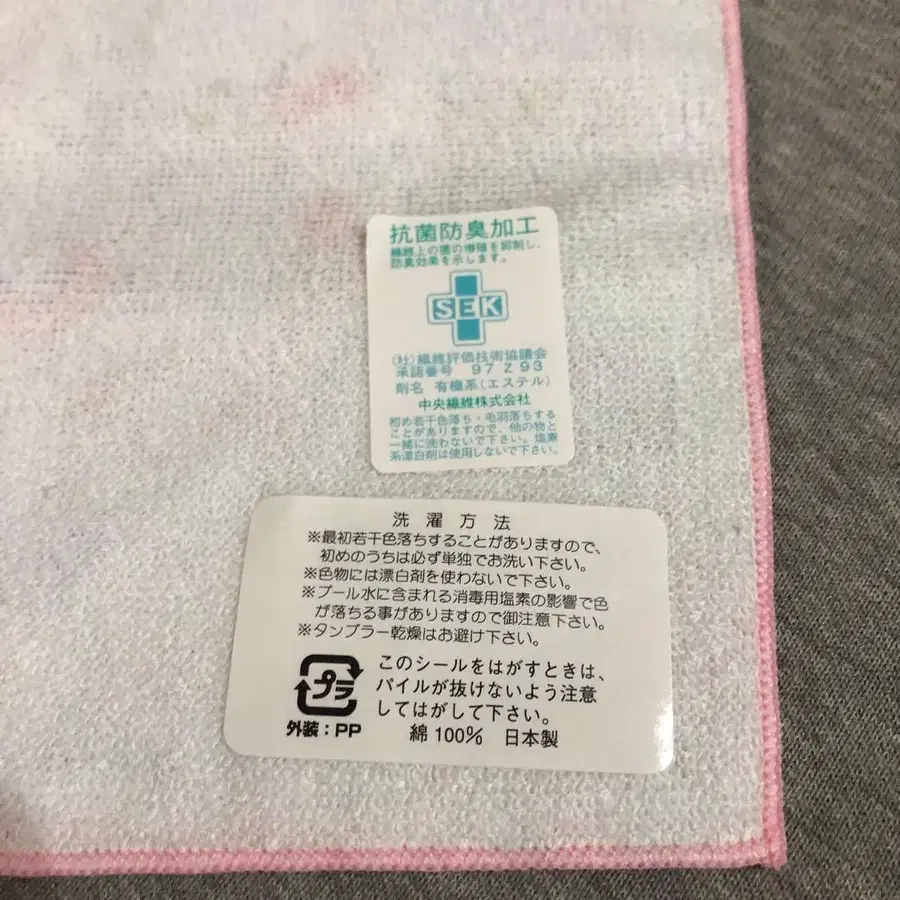 抗菌防臭加工
繊維上の菌の増殖を抑制し、
防臭効果を示します。
SEK
(社)繊維評価技術協議会
承認番号 97Z93
剤名 有機系(エステル)
中央繊維株式会社
初め若干色落ち・毛羽落ちする
ことがありますので、他の物と
一緒に洗わないで下さい。塩素
系漂白剤は使用しないで下さい。
洗濯方法
※最初若干色落ちすることがありますので、
初めのうちは必ず単独でお洗い下さい。
※色物には漂白剤を使わないで下さい。
※プール水に含まれる消毒用塩素の影響で色
が落ちる事がありますので御注意下さい。
※タンブラー乾燥はお避け下さい。
プラ
外装：PP
このシールをはがすときは、
パイルが抜けないよう注意
してはがして下さい。
綿100% 日本製